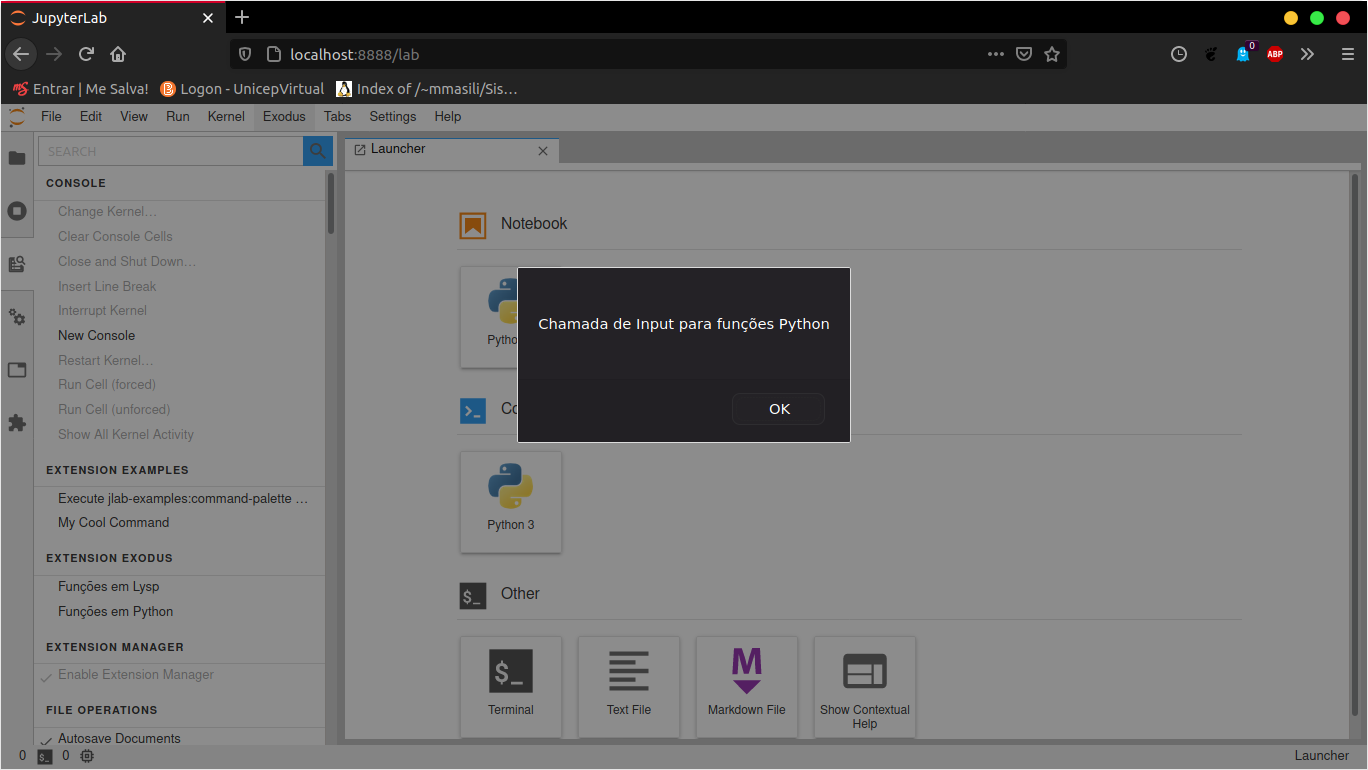 JupyterLab
localhost:8888/lab
0
ABP
Entrar | Me Salva!
Logon - UnicepVirtual
Index of /~mmasili/Sis…
File Edit View Run Kernel Exodus Tabs Settings Help
SEARCH
Launcher
CONSOLE
Change Kernel…
Clear Console Cells
Close and Shut Down…
Insert Line Break
Interrupt Kernel
New Console
Restart Kernel…
Run Cell (forced)
Run Cell (unforced)
Show All Kernel Activity
EXTENSION EXAMPLES
Execute jlab-examples:command-palette …
My Cool Command
EXTENSION EXODUS
Funções em Lysp
Funções em Python
EXTENSION MANAGER
Enable Extension Manager
FILE OPERATIONS
Autosave Documents
Notebook
Chamada de Input para funções Python
OK
Python 3
Other
$_
Terminal
Text File
M
Markdown File
Show Contextual
Help
0 $_ 0
Launcher